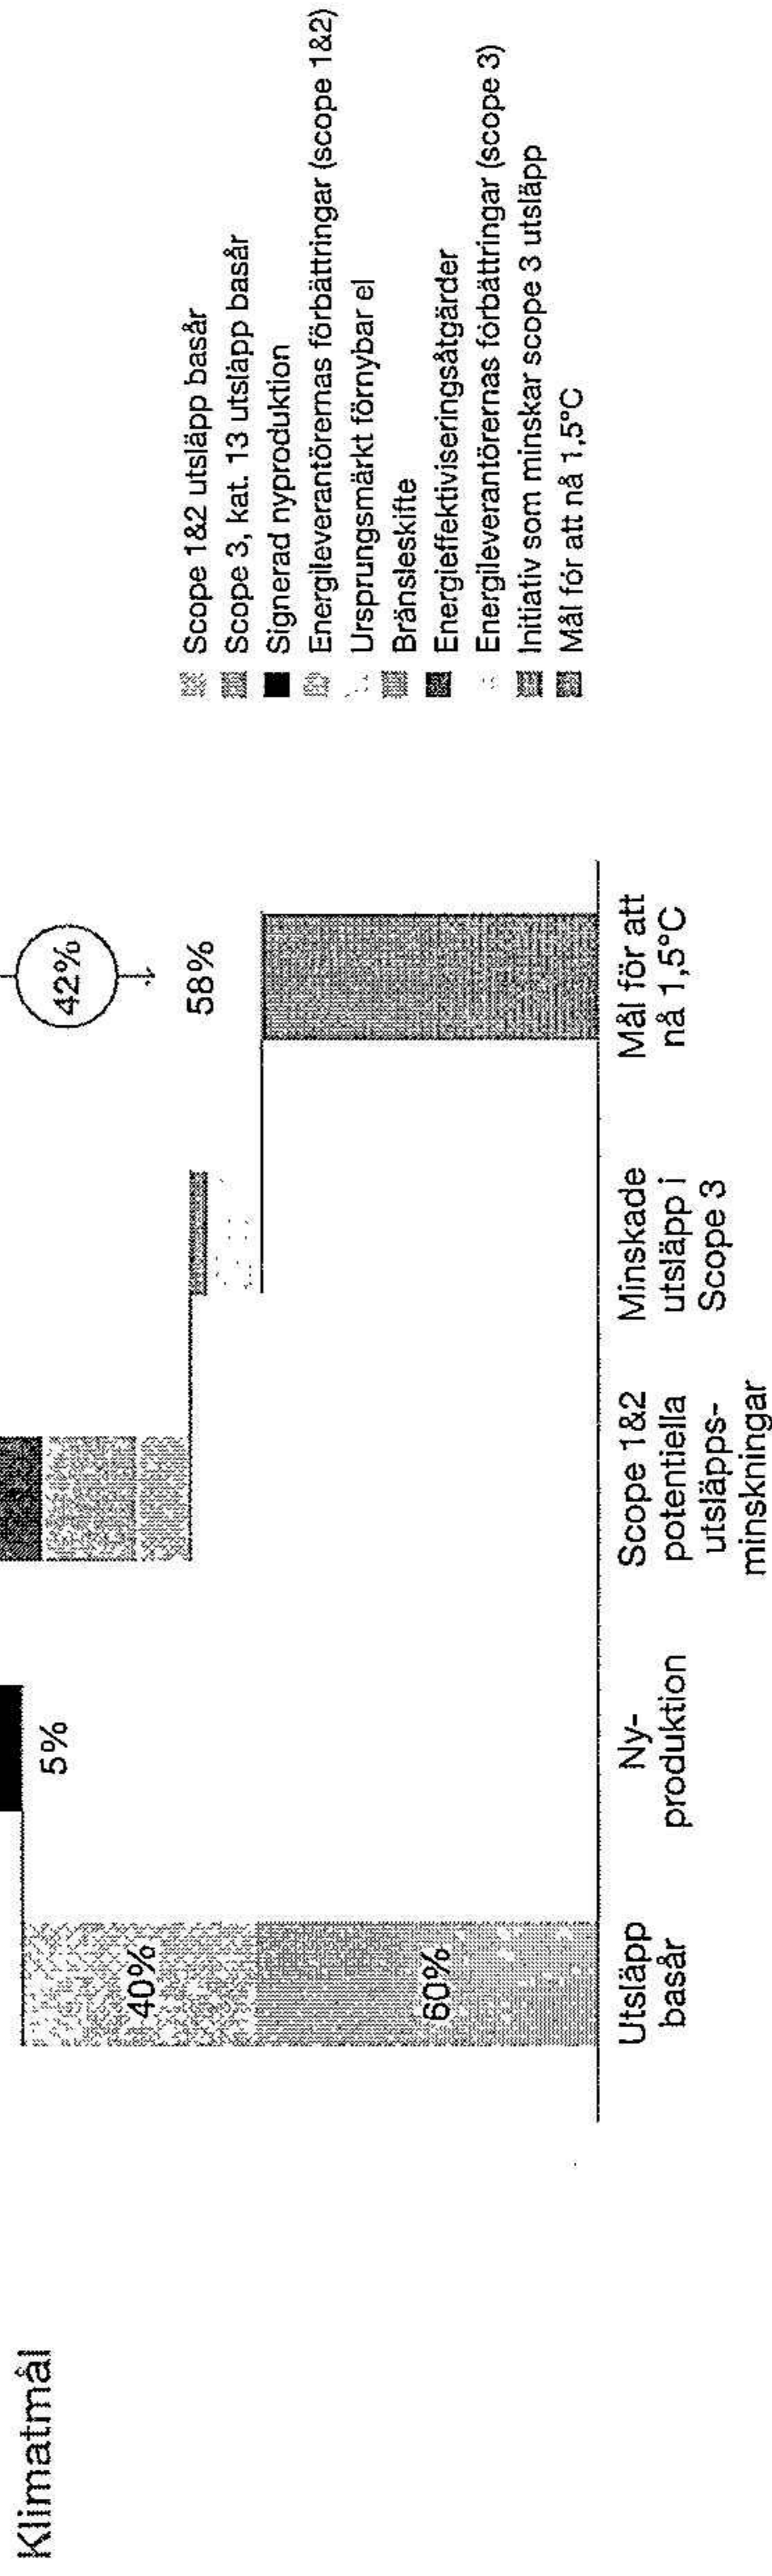 Klimatmål
42%
58%
5%
40%
60%
Utsläpp
basår
Ny-
produktion
Scope 1&2
potentiella
utsläpps-
minskningar
Minskade
utsläpp i
Scope 3
Mål för att
nå 1,5°C
Scope 1&2 utsläpp basår
Scope 3, kat. 13 utsläpp basår
Signerad nyproduktion
Energileverantörernas förbättringar (scope 1&2)
Ursprungsmärkt förnybar el
Bränsleskifte
Energieffektiviseringsåtgärder
Energileverantörernas förbättringar (scope 3)
Initiativ som minskar scope 3 utsläpp
Mål för att nå 1,5°C